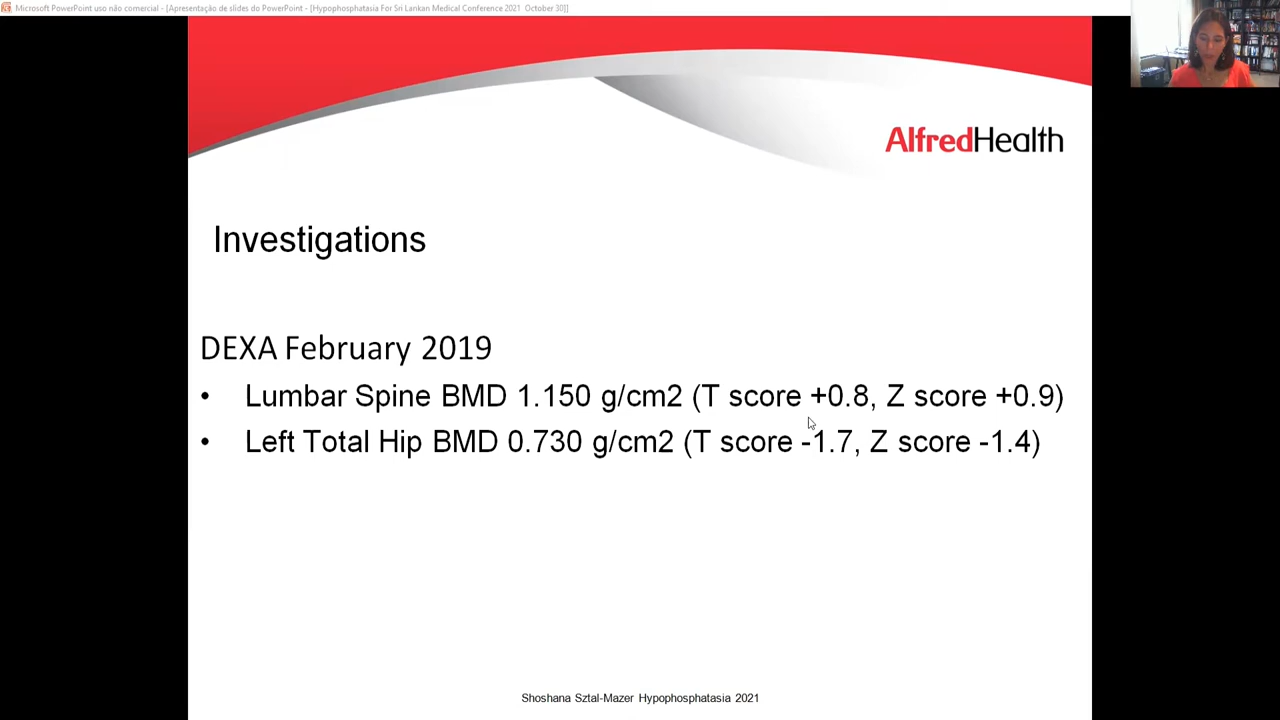 Microsoft PowerPoint uso não comercial - [Apresentação de slides do PowerPoint - [Hypophosphatasia For Sri Lankan Medical Conference 2021 October 30]]
AlfredHealth
Investigations
DEXA February 2019
• Lumbar Spine BMD 1.150 g/cm2 (T score +0.8, Z score +0.9)
• Left Total Hip BMD 0.730 g/cm2 (T score -1.7, Z score -1.4)
Shoshana Sztal-Mazer Hypophosphatasia 2021